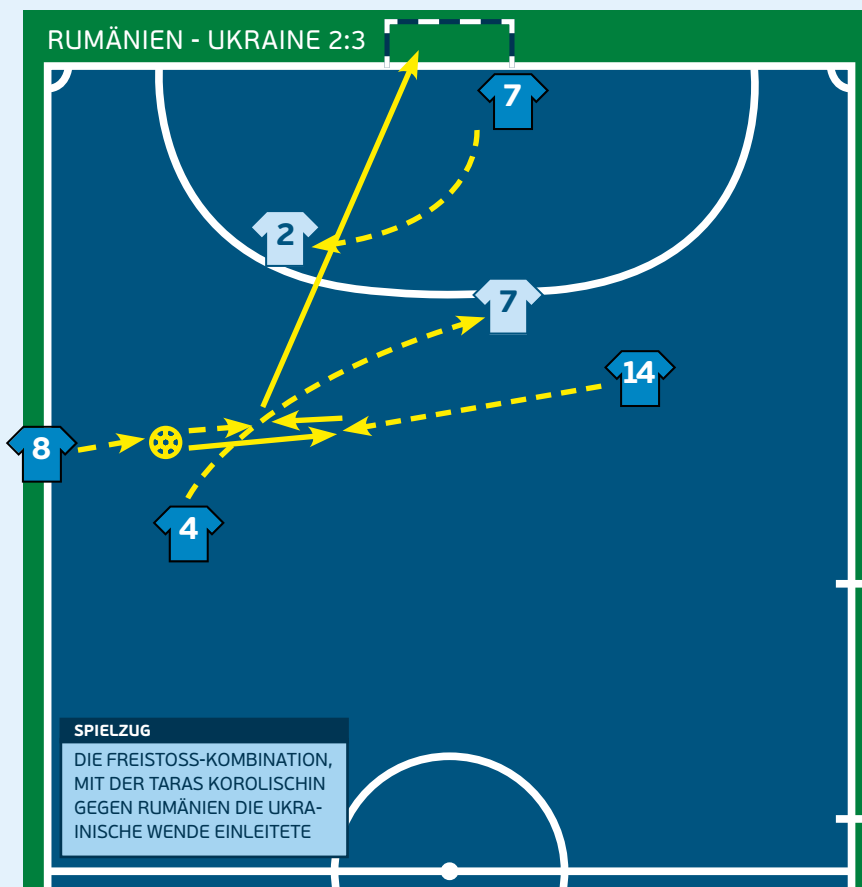 RUMÄNIEN - UKRAINE 2:3
7
2
7
14
8
4
SPIELZUG
DIE FREISTOSS-KOMBINATION,
MIT DER TARAS KOROLISCHIN
GEGEN RUMÄNIEN DIE UKRA-
INISCHE WENDE EINLEITETE